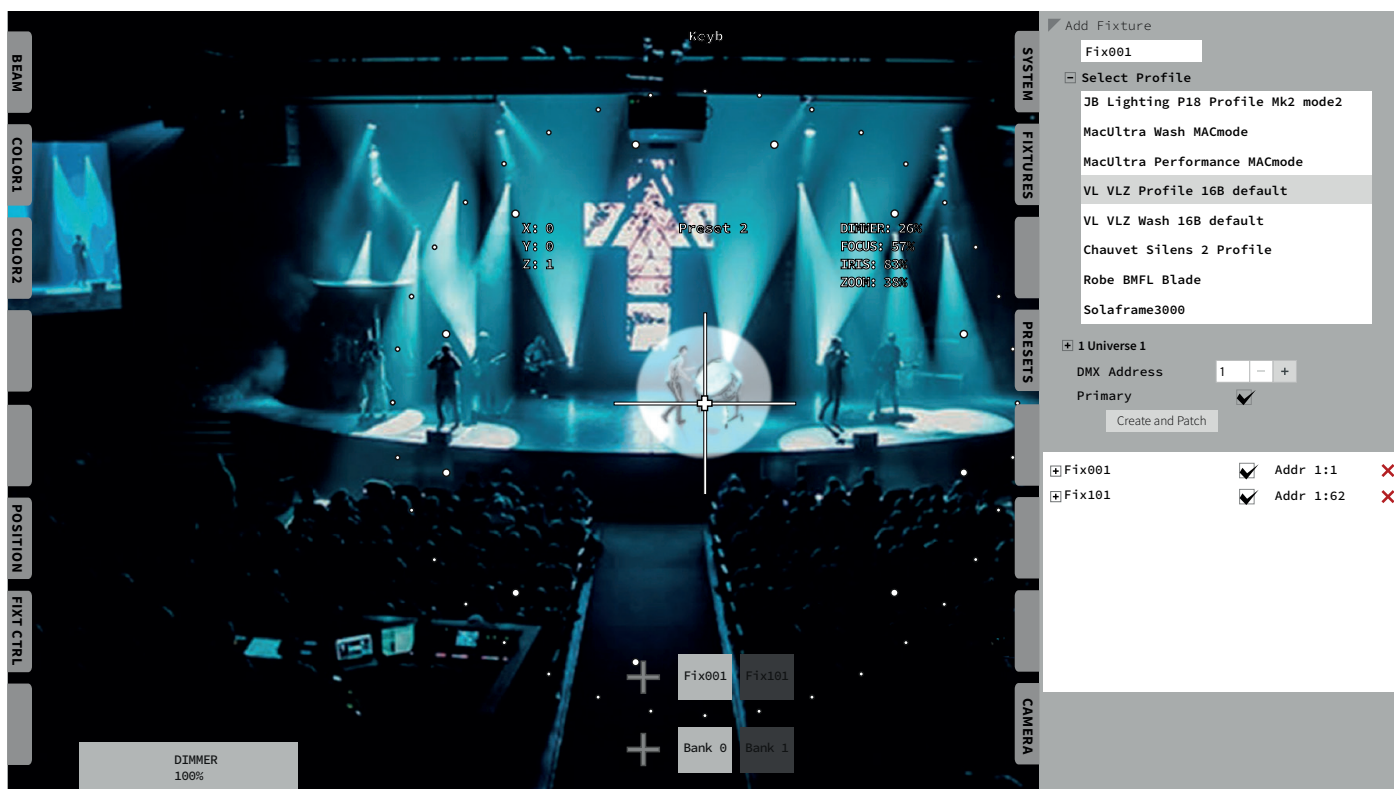 Keyb
BEAM
COLOR1
COLOR2
POSITION
FIXT CTRL
X: 0
Y: 0
Z: 1
Preset 2
DIMMER: 26%
FOCUS: 57%
IRIS: 83%
ZOOM: 38%
Fix001 Fix101
Bank 0 Bank 1
DIMMER
100%
SYSTEM
FIXTURES
PRESETS
CAMERA
Add Fixture
Fix001
Select Profile
JB Lighting P18 Profile Mk2 mode2
MacUltra Wash MACmode
MacUltra Performance MACmode
VL VLZ Profile 16B default
VL VLZ Wash 16B default
Chauvet Silens 2 Profile
Robe BMFL Blade
Solaframe3000
1 Universe 1
DMX Address 1 − +
Primary
Create and Patch
Fix001 Addr 1:1
Fix101 Addr 1:62